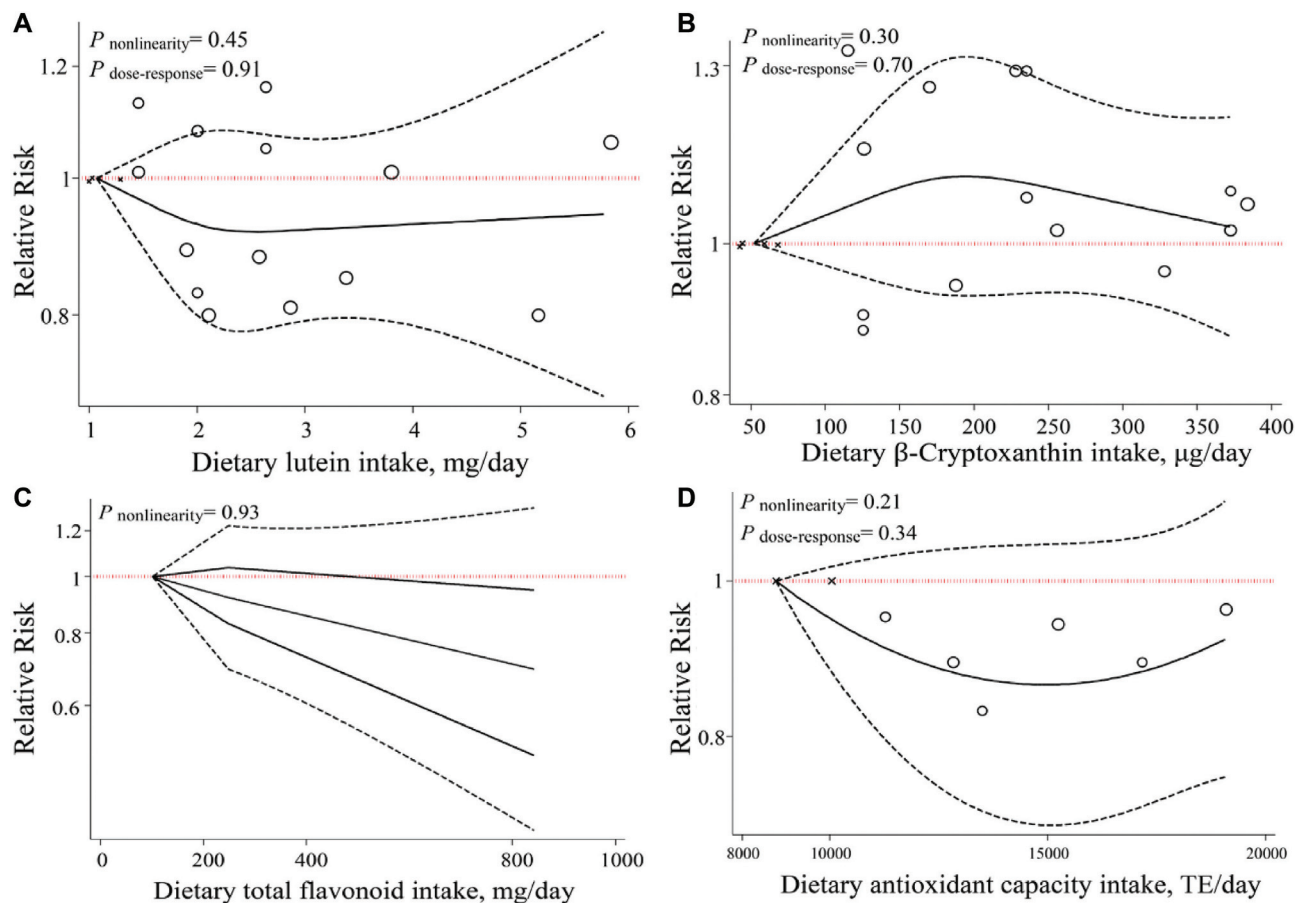 A
P nonlinearity= 0.45
P dose-response= 0.91
1.2
1
0.8
Relative Risk
1 2 3 4 5 6
Dietary lutein intake, mg/day
B
P nonlinearity= 0.30
P dose-response= 0.70
1.3
1
0.8
Relative Risk
50 100 150 200 250 300 350 400
Dietary β-Cryptoxanthin intake, µg/day
C
P nonlinearity= 0.93
1.2
1
0.8
0.6
Relative Risk
0 200 400 600 800 1000
Dietary total flavonoid intake, mg/day
D
P nonlinearity= 0.21
P dose-response= 0.34
1
0.8
Relative Risk
8000 10000 15000 20000
Dietary antioxidant capacity intake, TE/day